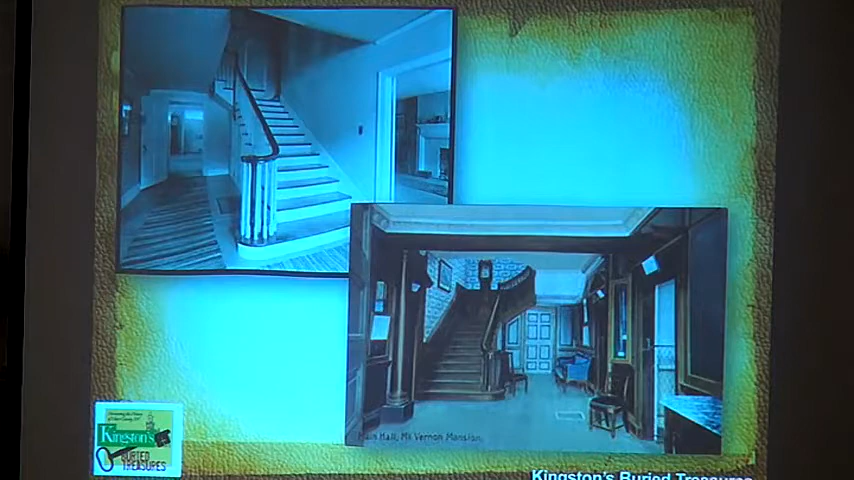 Main Hall, Mt Vernon Mansion.
Kingston's
BURIED
TREASURES
Kingston's Buried Treasures